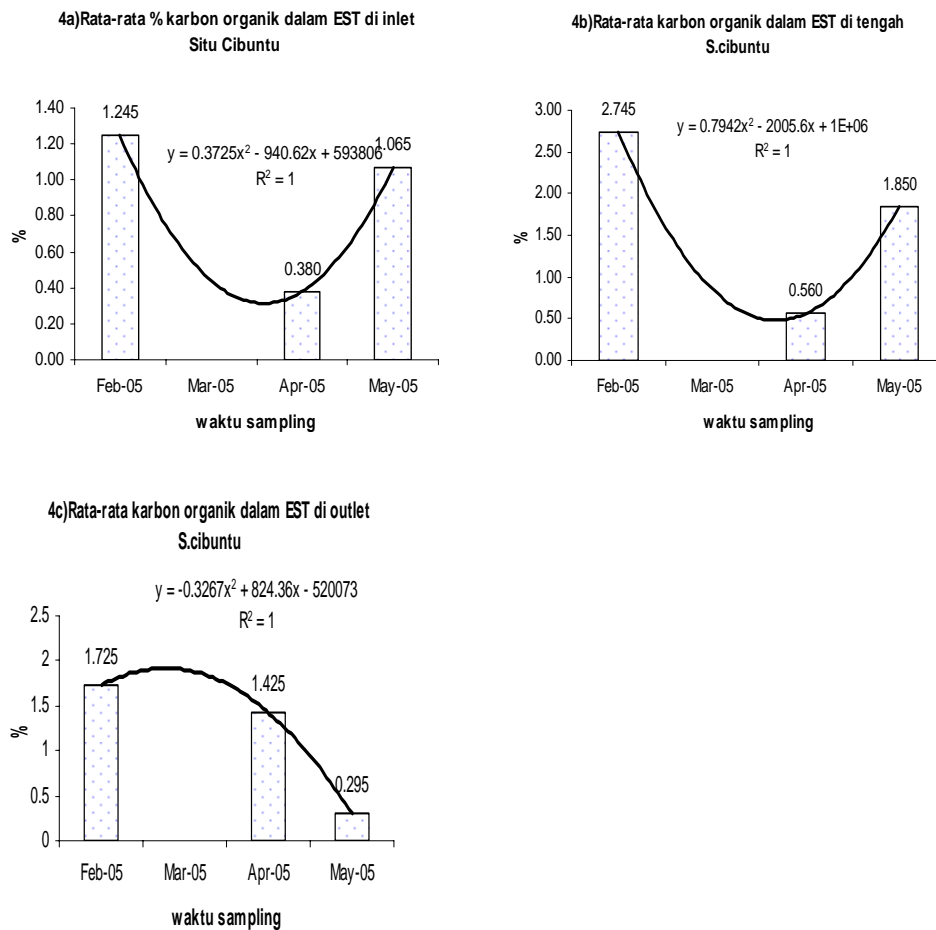 4a)Rata-rata % karbon organik dalam EST di inlet
Situ Cibuntu
1.40
1.20
1.00
0.80
0.60
0.40
0.20
0.00
%
1.245
y = 0.3725x² - 940.62x + 593806
R² = 1
1.065
0.380
Feb-05 Mar-05 Apr-05 May-05
waktu sampling
4b)Rata-rata karbon organik dalam EST di tengah
S.cibuntu
3.00
2.50
2.00
1.50
1.00
0.50
0.00
%
2.745
y = 0.7942x² - 2005.6x + 1E+06
R² = 1
1.850
0.560
Feb-05 Mar-05 Apr-05 May-05
waktu sampling
4c)Rata-rata karbon organik dalam EST di outlet
S.cibuntu
y = -0.3267x² + 824.36x - 520073
R² = 1
2.5
2
1.5
1
0.5
0
%
1.725
1.425
0.295
Feb-05 Mar-05 Apr-05 May-05
waktu sampling